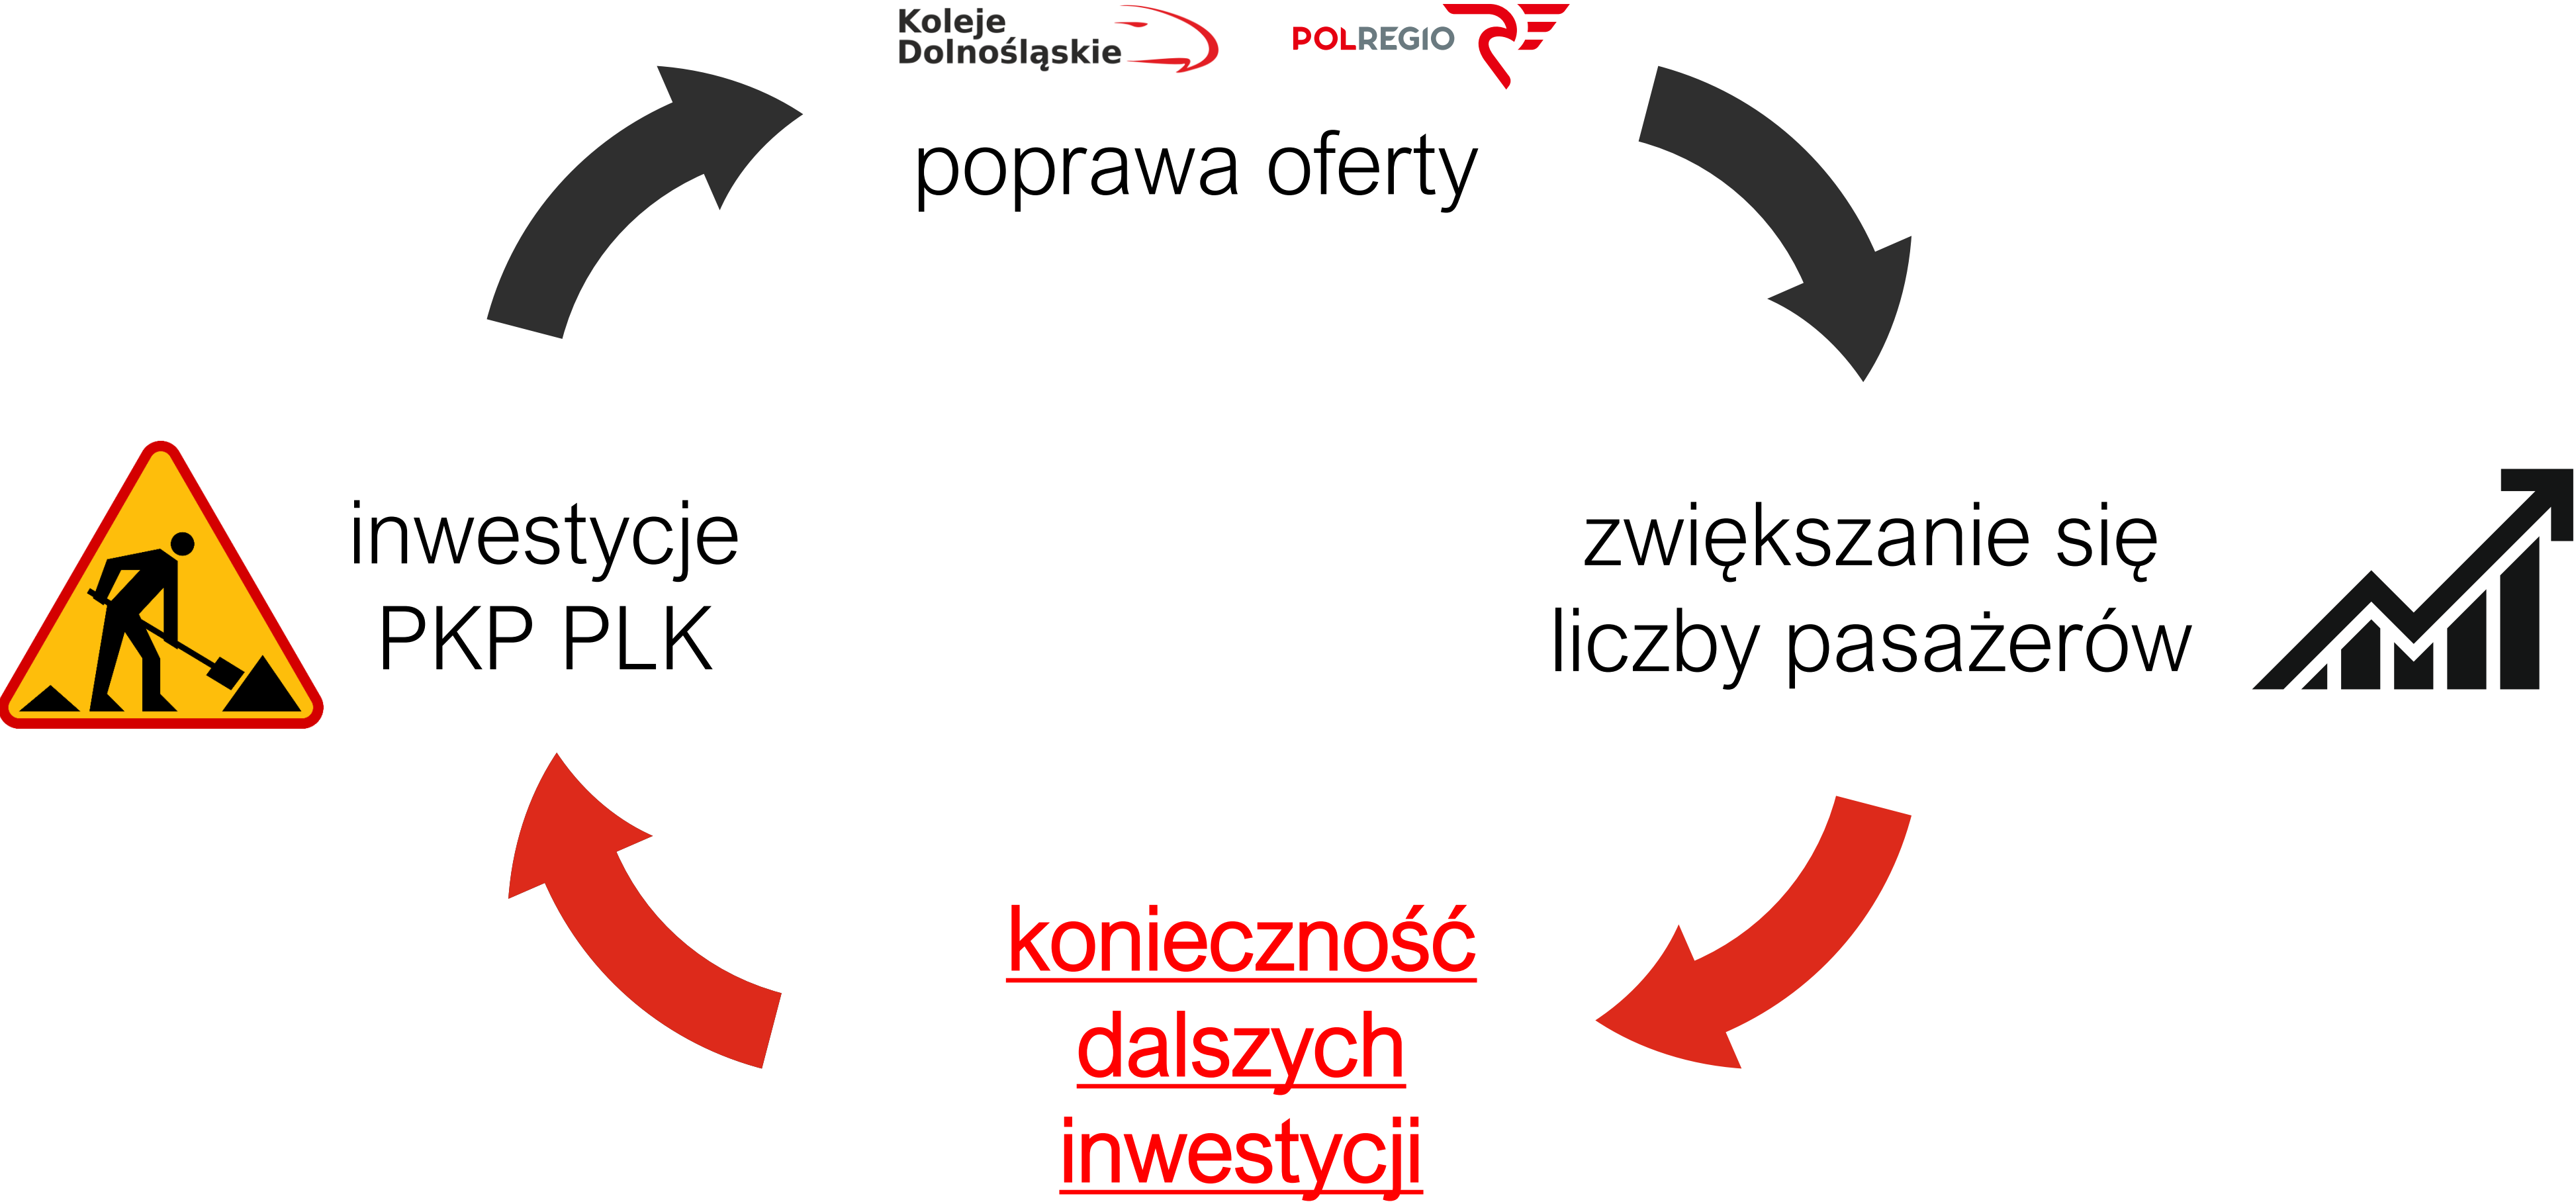 Koleje
Dolnośląskie
POLREGIO
poprawa oferty
inwestycje
PKP PLK
zwiększanie się
liczby pasażerów
konieczność
dalszych
inwestycji